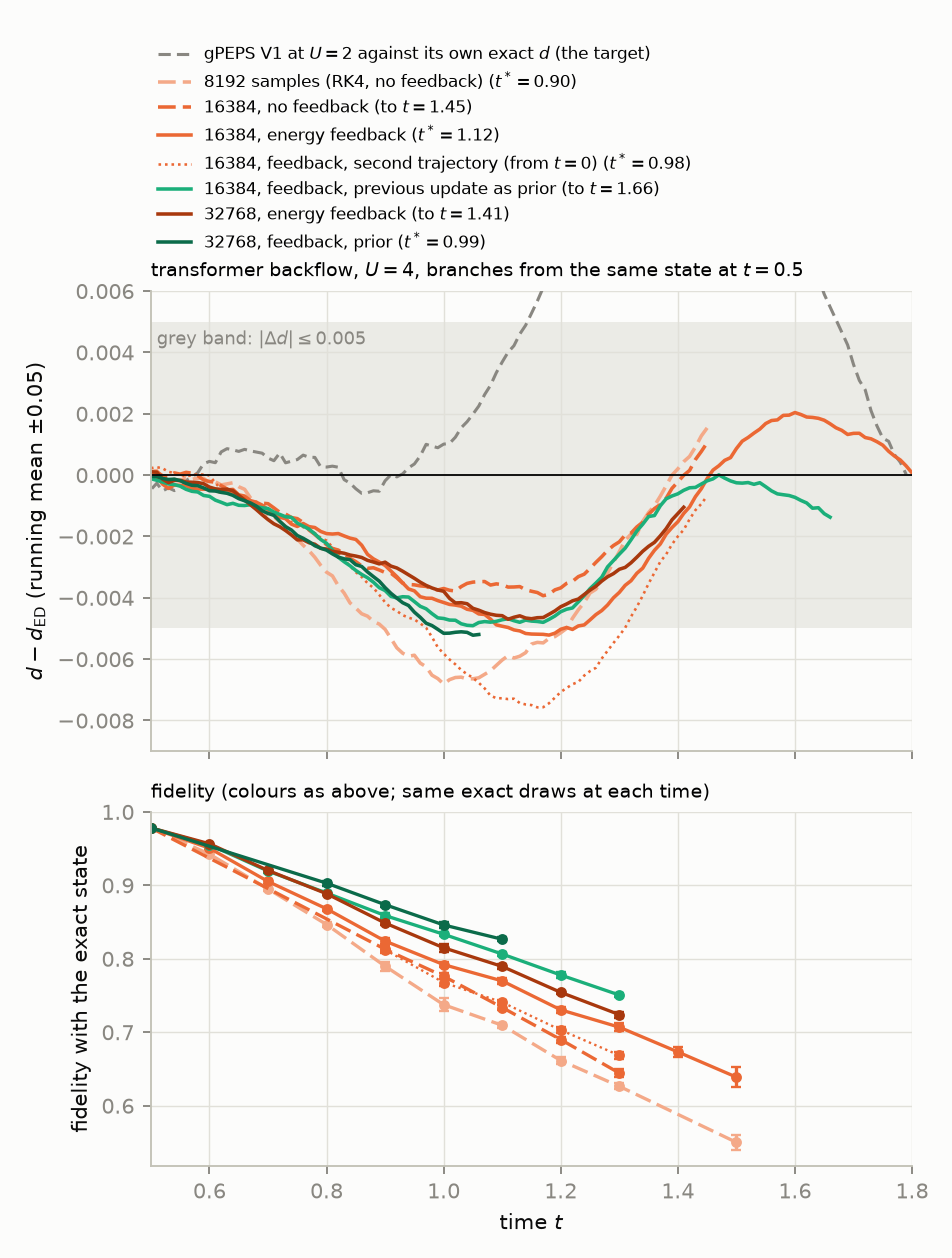 gPEPS V1 at U = 2 against its own exact d (the target)
8192 samples (RK4, no feedback) (t* = 0.90)
16384, no feedback (to t = 1.45)
16384, energy feedback (t* = 1.12)
16384, feedback, second trajectory (from t = 0) (t* = 0.98)
16384, feedback, previous update as prior (to t = 1.66)
32768, energy feedback (to t = 1.41)
32768, feedback, prior (t* = 0.99)
transformer backflow, U = 4, branches from the same state at t = 0.5
0.006
grey band: |Δd| ≤ 0.005
0.004
0.002
0.000
−0.002
−0.004
−0.006
−0.008
d − d_ED (running mean ±0.05)
fidelity (colours as above; same exact draws at each time)
1.0
0.9
0.8
0.7
0.6
fidelity with the exact state
0.6 0.8 1.0 1.2 1.4 1.6 1.8
time t